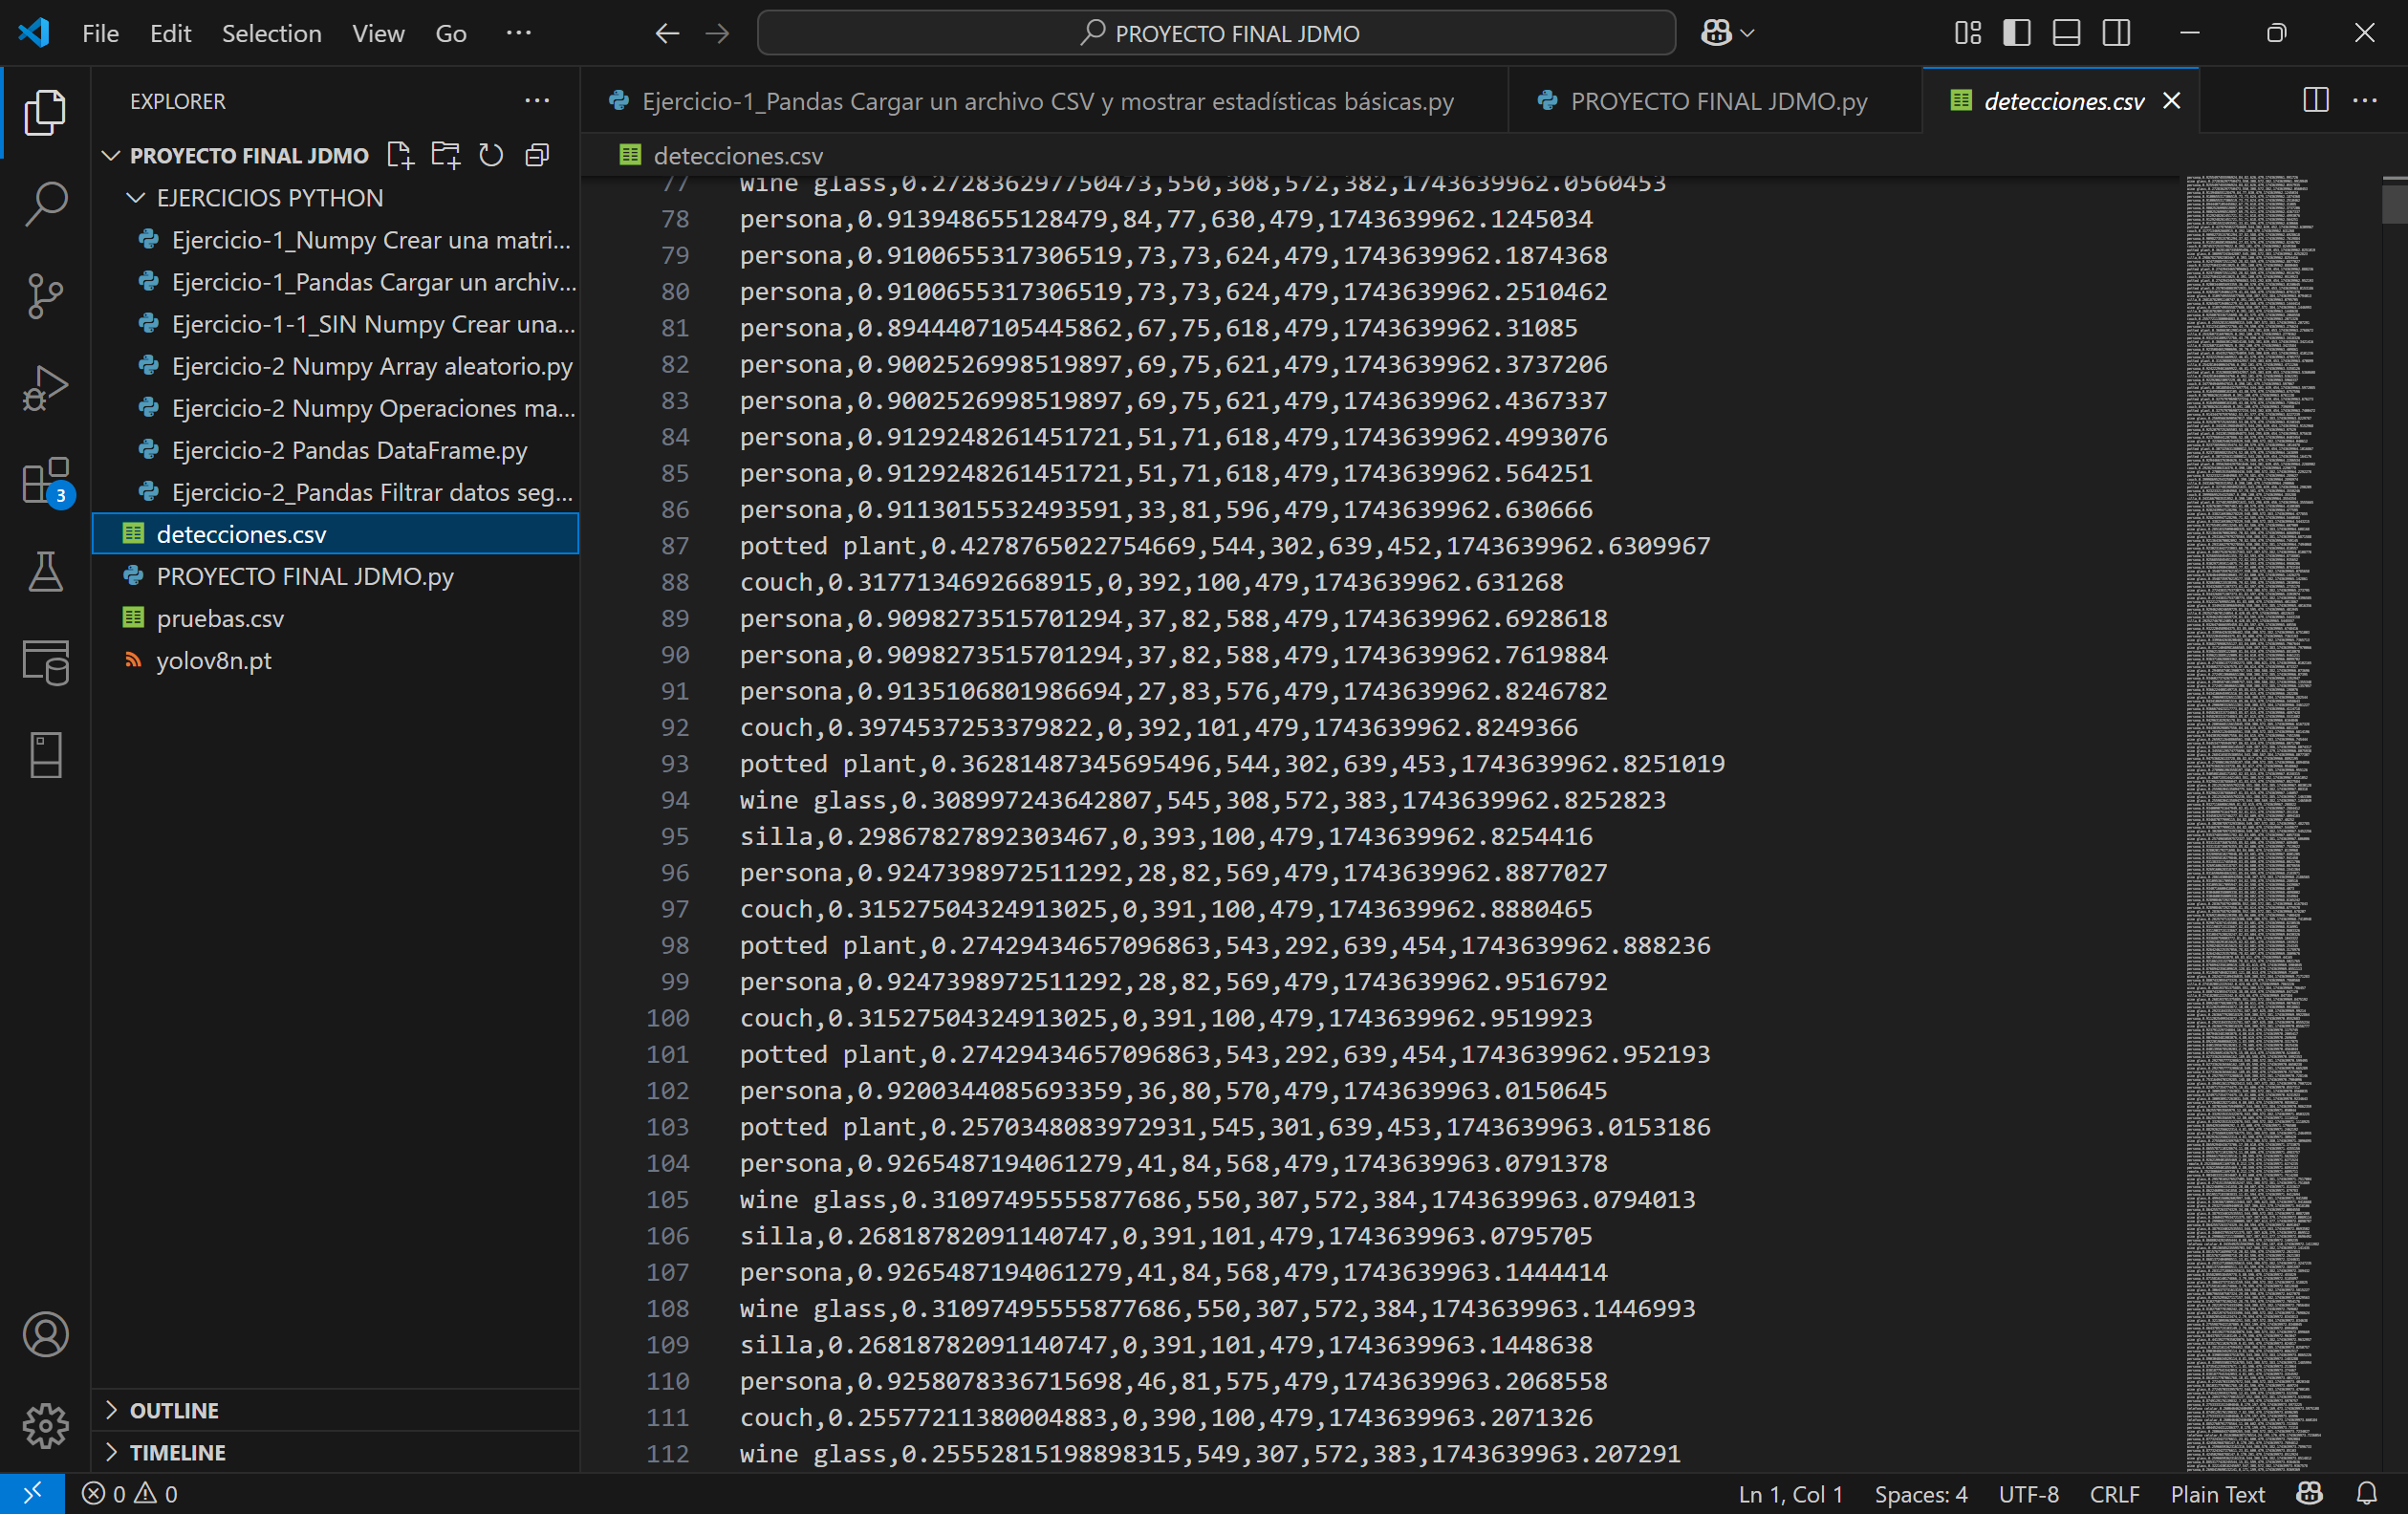 File Edit Selection View Go ···
PROYECTO FINAL JDMO
EXPLORER
PROYECTO FINAL JDMO
EJERCICIOS PYTHON
Ejercicio-1_Numpy Crear una matri...
Ejercicio-1_Pandas Cargar un archiv...
Ejercicio-1-1_SIN Numpy Crear una...
Ejercicio-2 Numpy Array aleatorio.py
Ejercicio-2 Numpy Operaciones ma...
Ejercicio-2 Pandas DataFrame.py
Ejercicio-2_Pandas Filtrar datos seg...
detecciones.csv
PROYECTO FINAL JDMO.py
pruebas.csv
yolov8n.pt
3
OUTLINE
TIMELINE
Ejercicio-1_Pandas Cargar un archivo CSV y mostrar estadísticas básicas.py
PROYECTO FINAL JDMO.py
detecciones.csv
detecciones.csv
77 wine glass,0.272836297750473,550,308,572,382,1743639962.0560453
78 persona,0.913948655128479,84,77,630,479,1743639962.1245034
79 persona,0.9100655317306519,73,73,624,479,1743639962.1874368
80 persona,0.9100655317306519,73,73,624,479,1743639962.2510462
81 persona,0.8944407105445862,67,75,618,479,1743639962.31085
82 persona,0.9002526998519897,69,75,621,479,1743639962.3737206
83 persona,0.9002526998519897,69,75,621,479,1743639962.4367337
84 persona,0.9129248261451721,51,71,618,479,1743639962.4993076
85 persona,0.9129248261451721,51,71,618,479,1743639962.564251
86 persona,0.9113015532493591,33,81,596,479,1743639962.630666
87 potted plant,0.4278765022754669,544,302,639,452,1743639962.6309967
88 couch,0.3177134692668915,0,392,100,479,1743639962.631268
89 persona,0.9098273515701294,37,82,588,479,1743639962.6928618
90 persona,0.9098273515701294,37,82,588,479,1743639962.7619884
91 persona,0.9135106801986694,27,83,576,479,1743639962.8246782
92 couch,0.3974537253379822,0,392,101,479,1743639962.8249366
93 potted plant,0.36281487345695496,544,302,639,453,1743639962.8251019
94 wine glass,0.308997243642807,545,308,572,383,1743639962.8252823
95 silla,0.29867827892303467,0,393,100,479,1743639962.8254416
96 persona,0.9247398972511292,28,82,569,479,1743639962.8877027
97 couch,0.31527504324913025,0,391,100,479,1743639962.8880465
98 potted plant,0.27429434657096863,543,292,639,454,1743639962.888236
99 persona,0.9247398972511292,28,82,569,479,1743639962.9516792
100 couch,0.31527504324913025,0,391,100,479,1743639962.9519923
101 potted plant,0.27429434657096863,543,292,639,454,1743639962.952193
102 persona,0.9200344085693359,36,80,570,479,1743639963.0150645
103 potted plant,0.2570348083972931,545,301,639,453,1743639963.0153186
104 persona,0.9265487194061279,41,84,568,479,1743639963.0791378
105 wine glass,0.31097495555877686,550,307,572,384,1743639963.0794013
106 silla,0.26818782091140747,0,391,101,479,1743639963.0795705
107 persona,0.9265487194061279,41,84,568,479,1743639963.1444414
108 wine glass,0.31097495555877686,550,307,572,384,1743639963.1446993
109 silla,0.26818782091140747,0,391,101,479,1743639963.1448638
110 persona,0.9258078336715698,46,81,575,479,1743639963.2068558
111 couch,0.25577211380004883,0,390,100,479,1743639963.2071326
112 wine glass,0.25552815198898315,549,307,572,383,1743639963.207291
0 0
Ln 1, Col 1 Spaces: 4 UTF-8 CRLF Plain Text